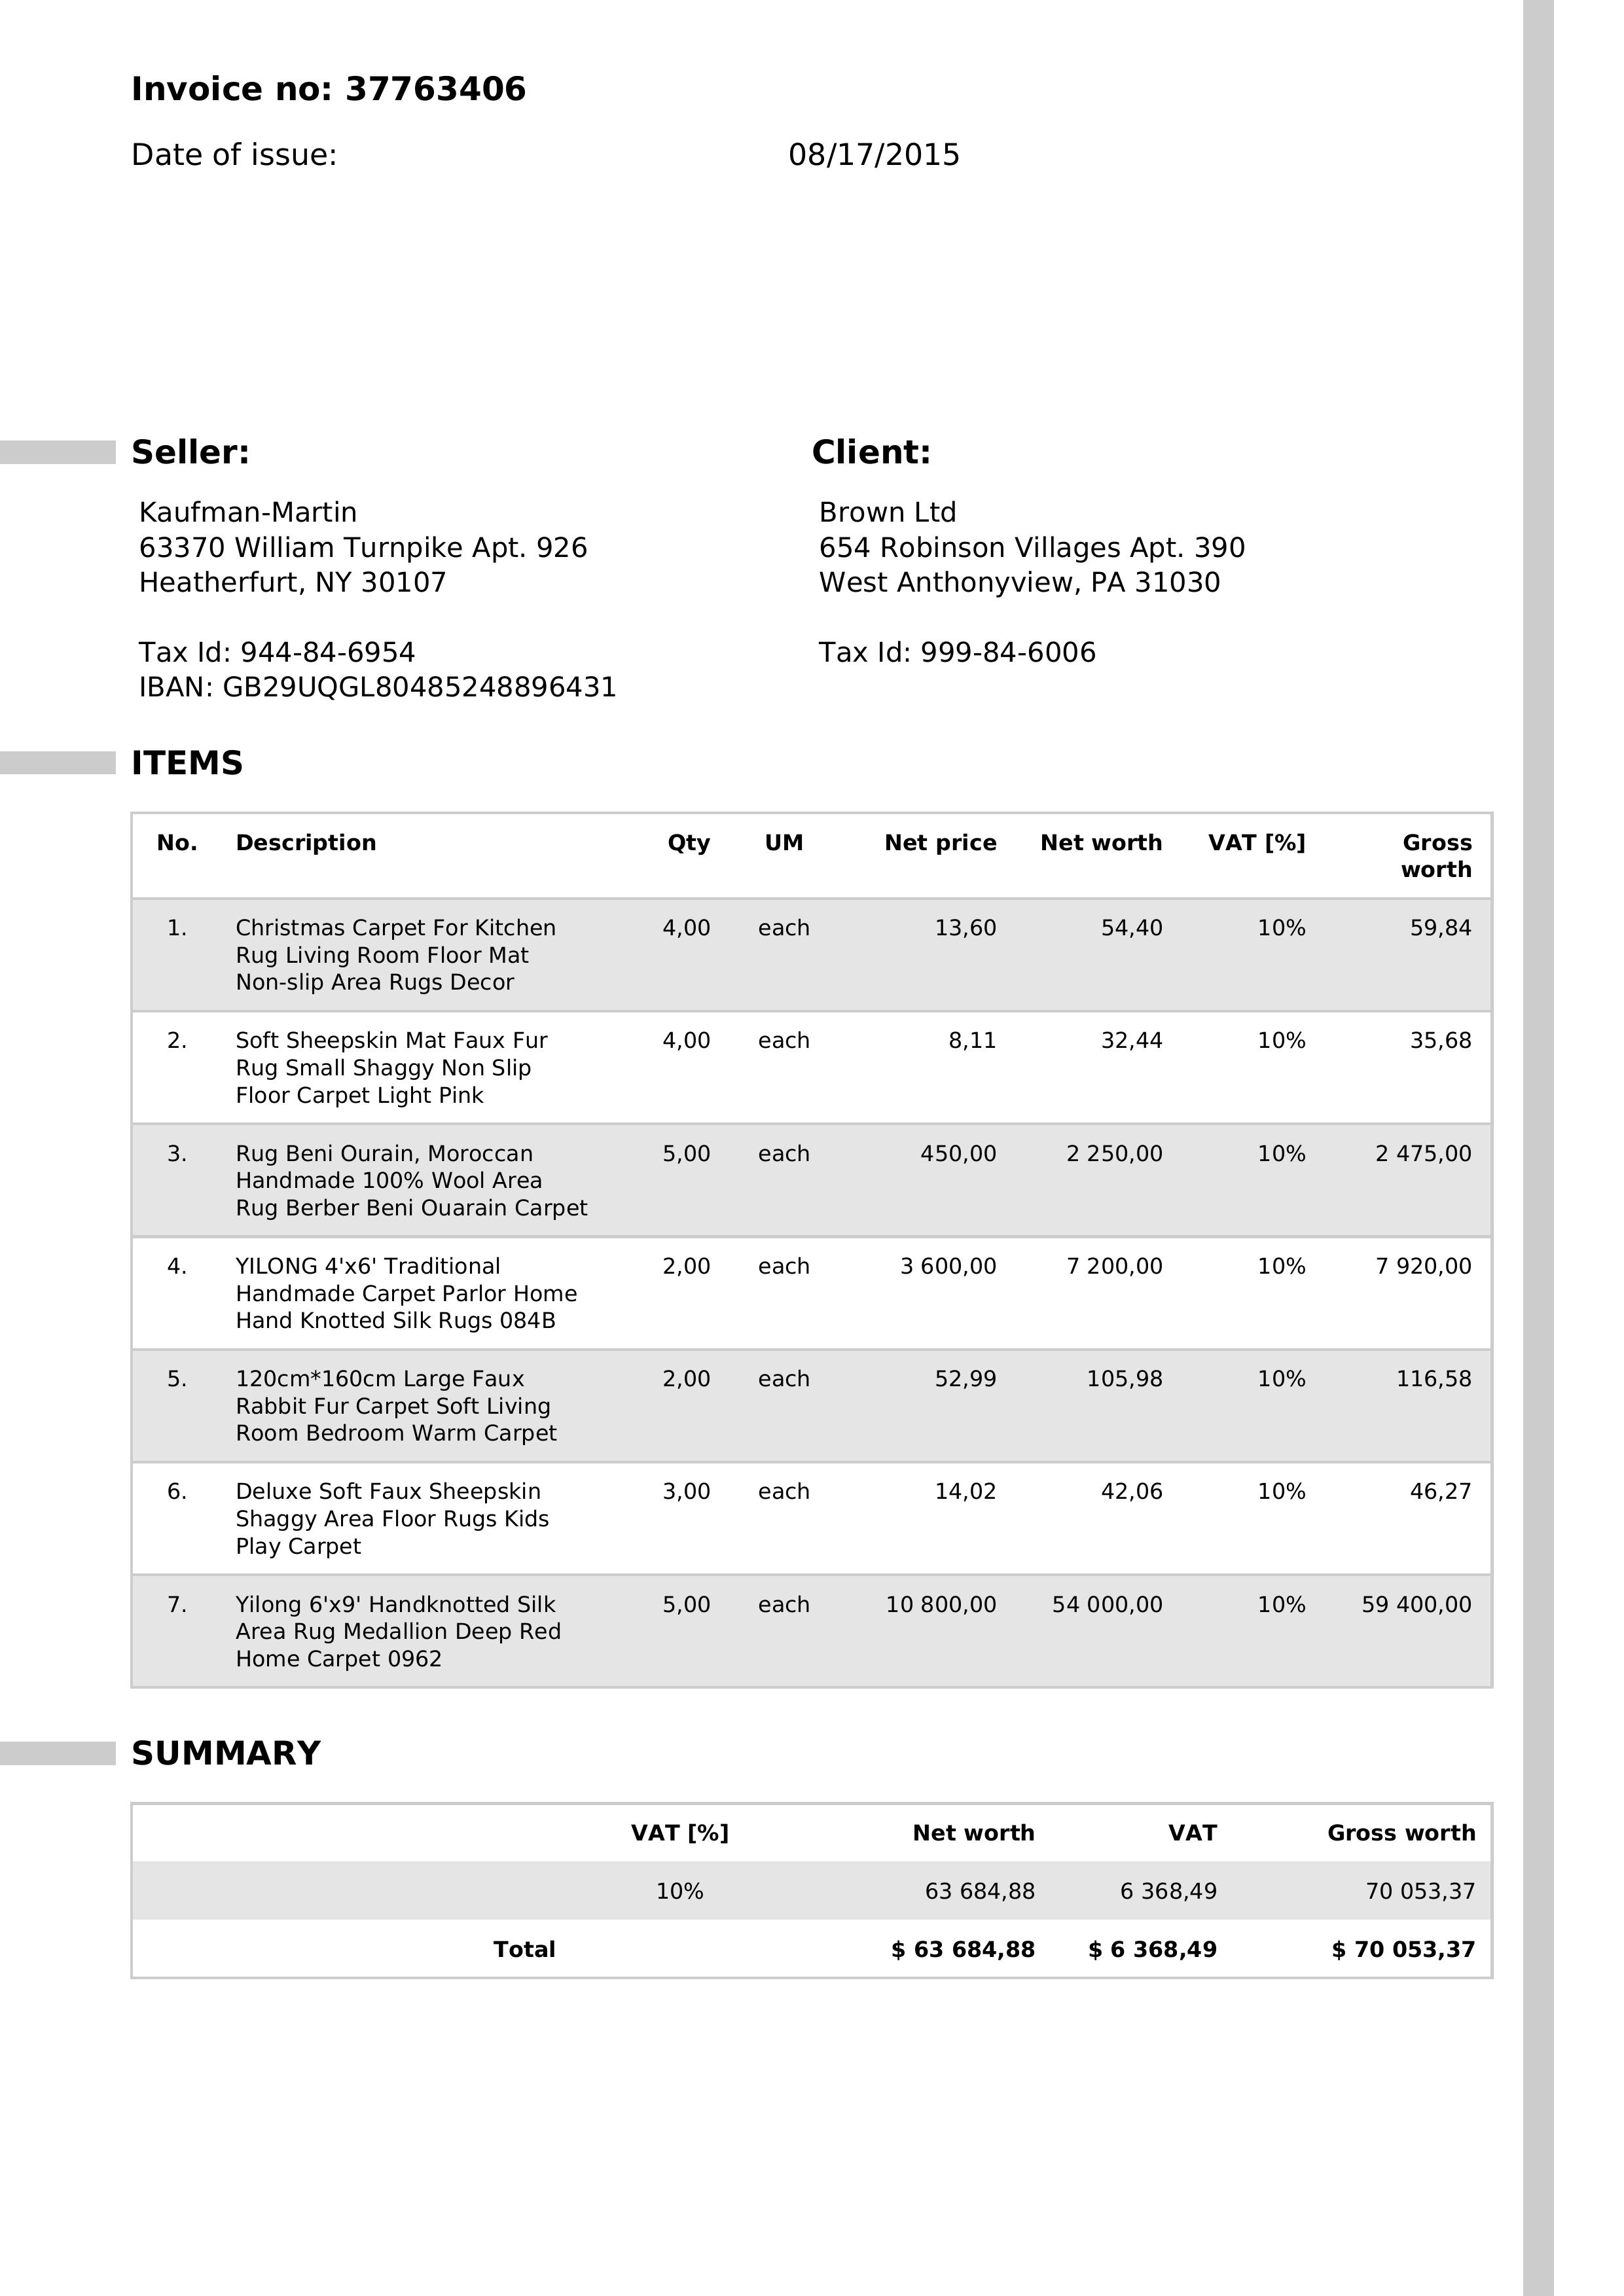 Invoice no: 37763406
Date of issue: 08/17/2015
Seller:
Kaufman-Martin
63370 William Turnpike Apt. 926
Heatherfurt, NY 30107
Tax Id: 944-84-6954
IBAN: GB29UQGL80485248896431
Client:
Brown Ltd
654 Robinson Villages Apt. 390
West Anthonyview, PA 31030
Tax Id: 999-84-6006
ITEMS
No. Description Qty UM Net price Net worth VAT [%] Gross
worth
1. Christmas Carpet For Kitchen 4,00 each 13,60 54,40 10% 59,84
Rug Living Room Floor Mat
Non-slip Area Rugs Decor
2. Soft Sheepskin Mat Faux Fur 4,00 each 8,11 32,44 10% 35,68
Rug Small Shaggy Non Slip
Floor Carpet Light Pink
3. Rug Beni Ourain, Moroccan 5,00 each 450,00 2 250,00 10% 2 475,00
Handmade 100% Wool Area
Rug Berber Beni Ouarain Carpet
4. YILONG 4'x6' Traditional 2,00 each 3 600,00 7 200,00 10% 7 920,00
Handmade Carpet Parlor Home
Hand Knotted Silk Rugs 084B
5. 120cm*160cm Large Faux 2,00 each 52,99 105,98 10% 116,58
Rabbit Fur Carpet Soft Living
Room Bedroom Warm Carpet
6. Deluxe Soft Faux Sheepskin 3,00 each 14,02 42,06 10% 46,27
Shaggy Area Floor Rugs Kids
Play Carpet
7. Yilong 6'x9' Handknotted Silk 5,00 each 10 800,00 54 000,00 10% 59 400,00
Area Rug Medallion Deep Red
Home Carpet 0962
SUMMARY
VAT [%] Net worth VAT Gross worth
10% 63 684,88 6 368,49 70 053,37
Total $ 63 684,88 $ 6 368,49 $ 70 053,37